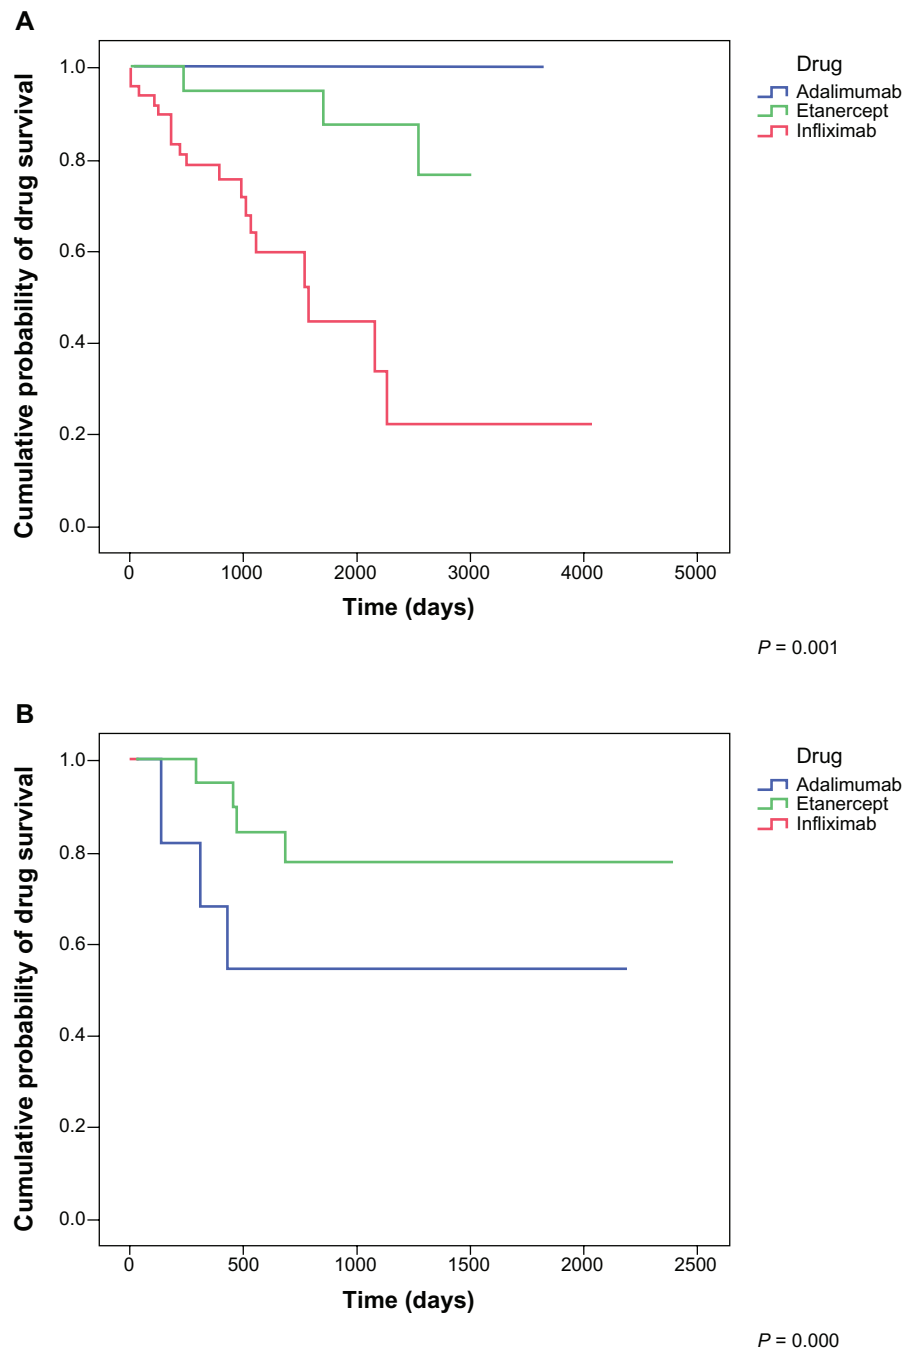 A
Cumulative probability of drug survival
1.0
0.8
0.6
0.4
0.2
0.0
0 1000 2000 3000 4000 5000
Time (days)
Drug
Adalimumab
Etanercept
Infliximab
P = 0.001
B
Cumulative probability of drug survival
1.0
0.8
0.6
0.4
0.2
0.0
0 500 1000 1500 2000 2500
Time (days)
Drug
Adalimumab
Etanercept
Infliximab
P = 0.000